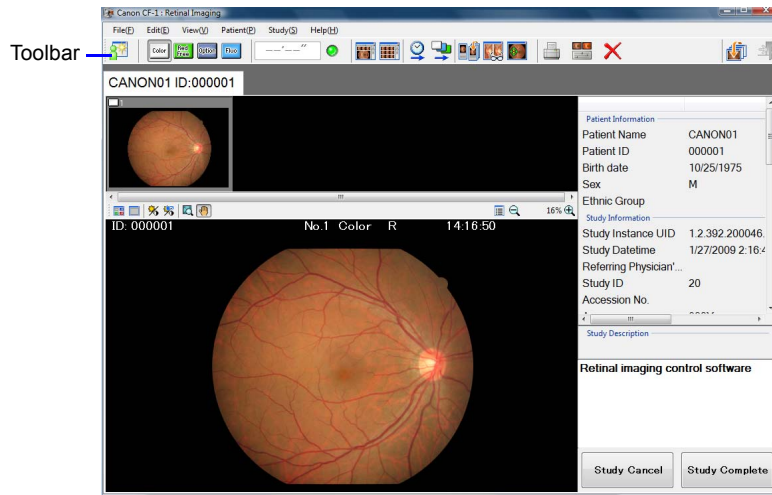 Canon CF-1 : Retinal Imaging
File(F) Edit(E) View(V) Patient(P) Study(S) Help(H)
Toolbar
Color Red Free Option Fluo --.--"
CANON01 ID:000001
1
Patient Information
Patient Name CANON01
Patient ID 000001
Birth date 10/25/1975
Sex M
Ethnic Group
Study Information
16%
ID: 000001 No.1 Color R 14:16:50
Study Instance UID 1.2.392.200046.
Study Datetime 1/27/2009 2:16:4
Referring Physician'...
Study ID 20
Accession No.
Study Description
Retinal imaging control software
Study Cancel Study Complete